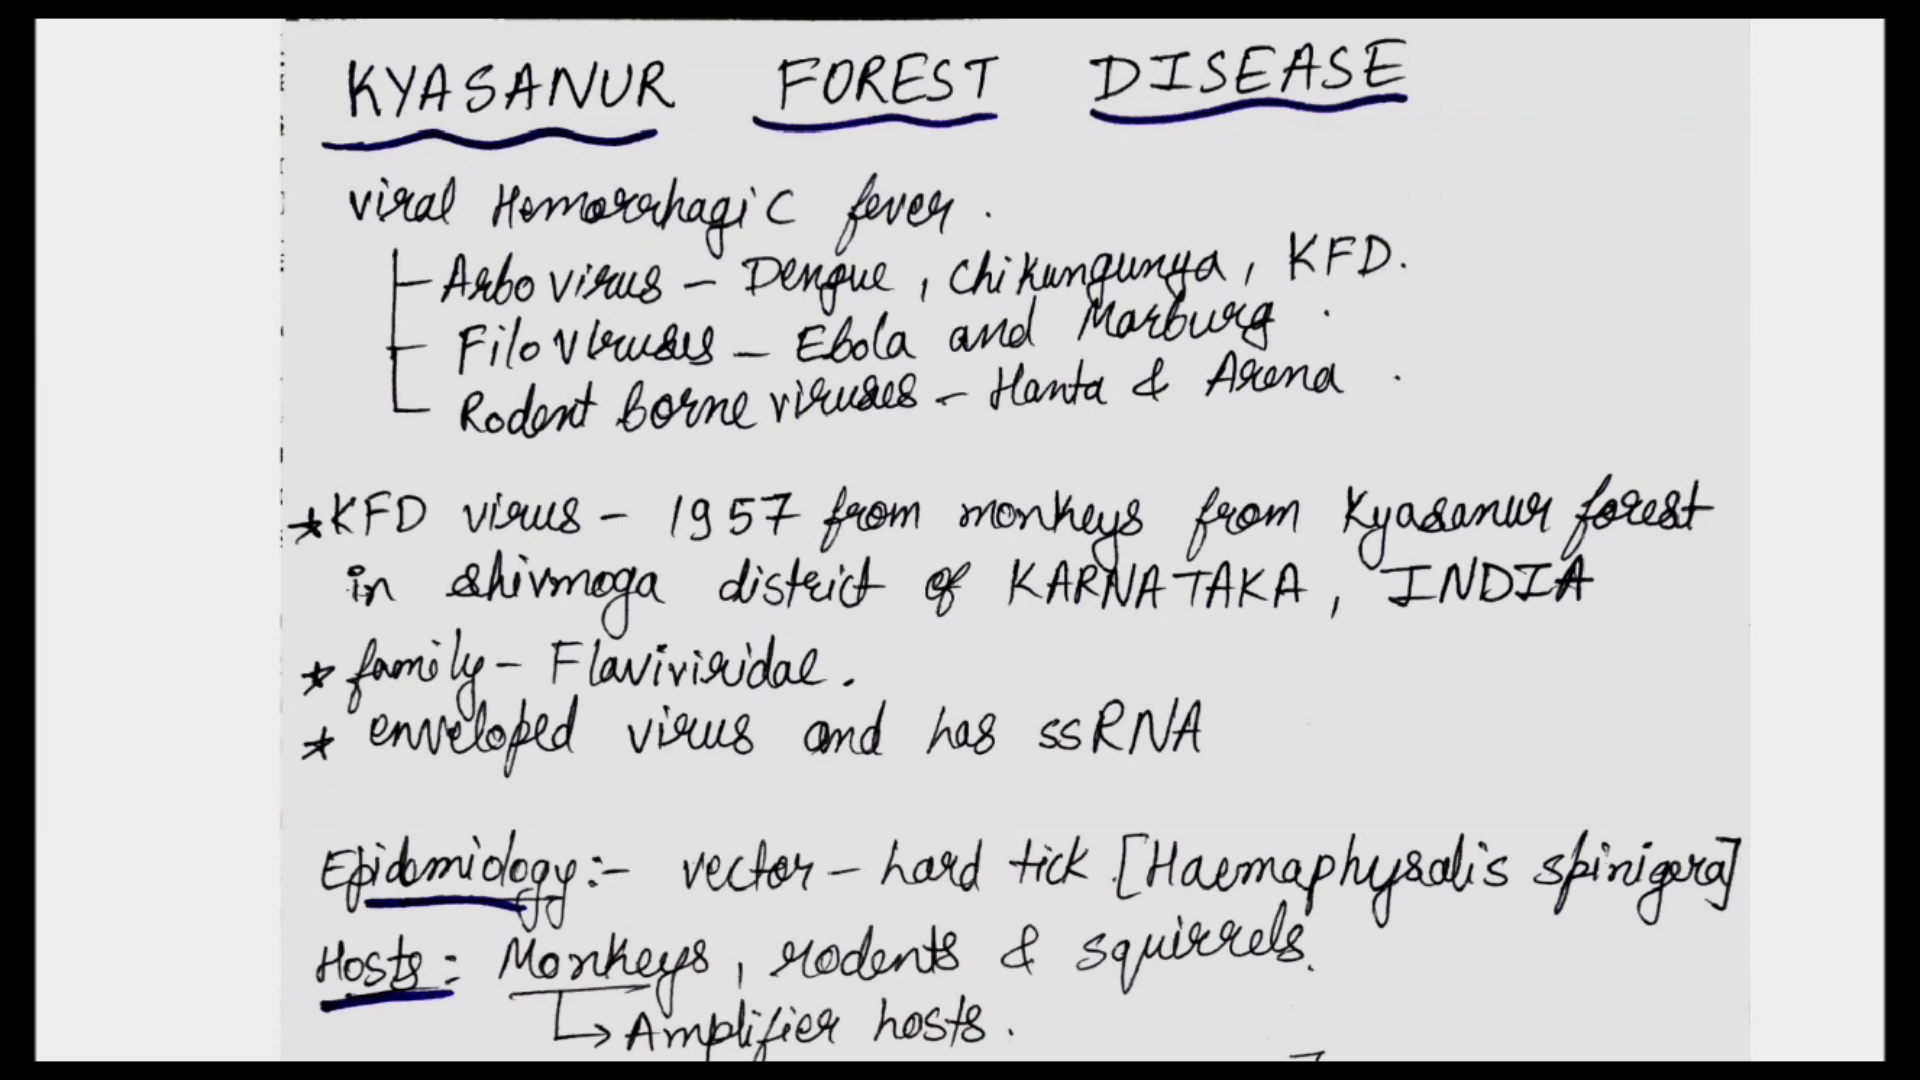 KYASANUR FOREST DISEASE
viral Hemorrhagic fever.
Arbo virus - Dengue, Chikungunya, KFD.
Filo viruses - Ebola and Marburg.
Rodent borne viruses - Hanta & Arena.
* KFD virus - 1957 from monkeys from Kyasanur forest
in shivmoga district of KARNATAKA, INDIA
* family - Flaviviridae.
* enveloped virus and has ssRNA
Epidemiology:- vector - hard tick [Haemaphysalis spinigera]
Hosts: Monkeys, rodents & squirrels.
↳ Amplifier hosts.